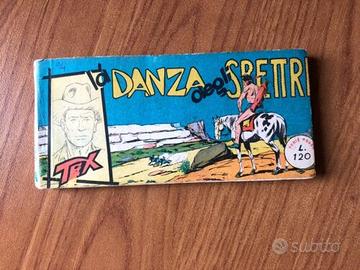 la DANZA degli SPETTRI
TEX
L.
120
subito